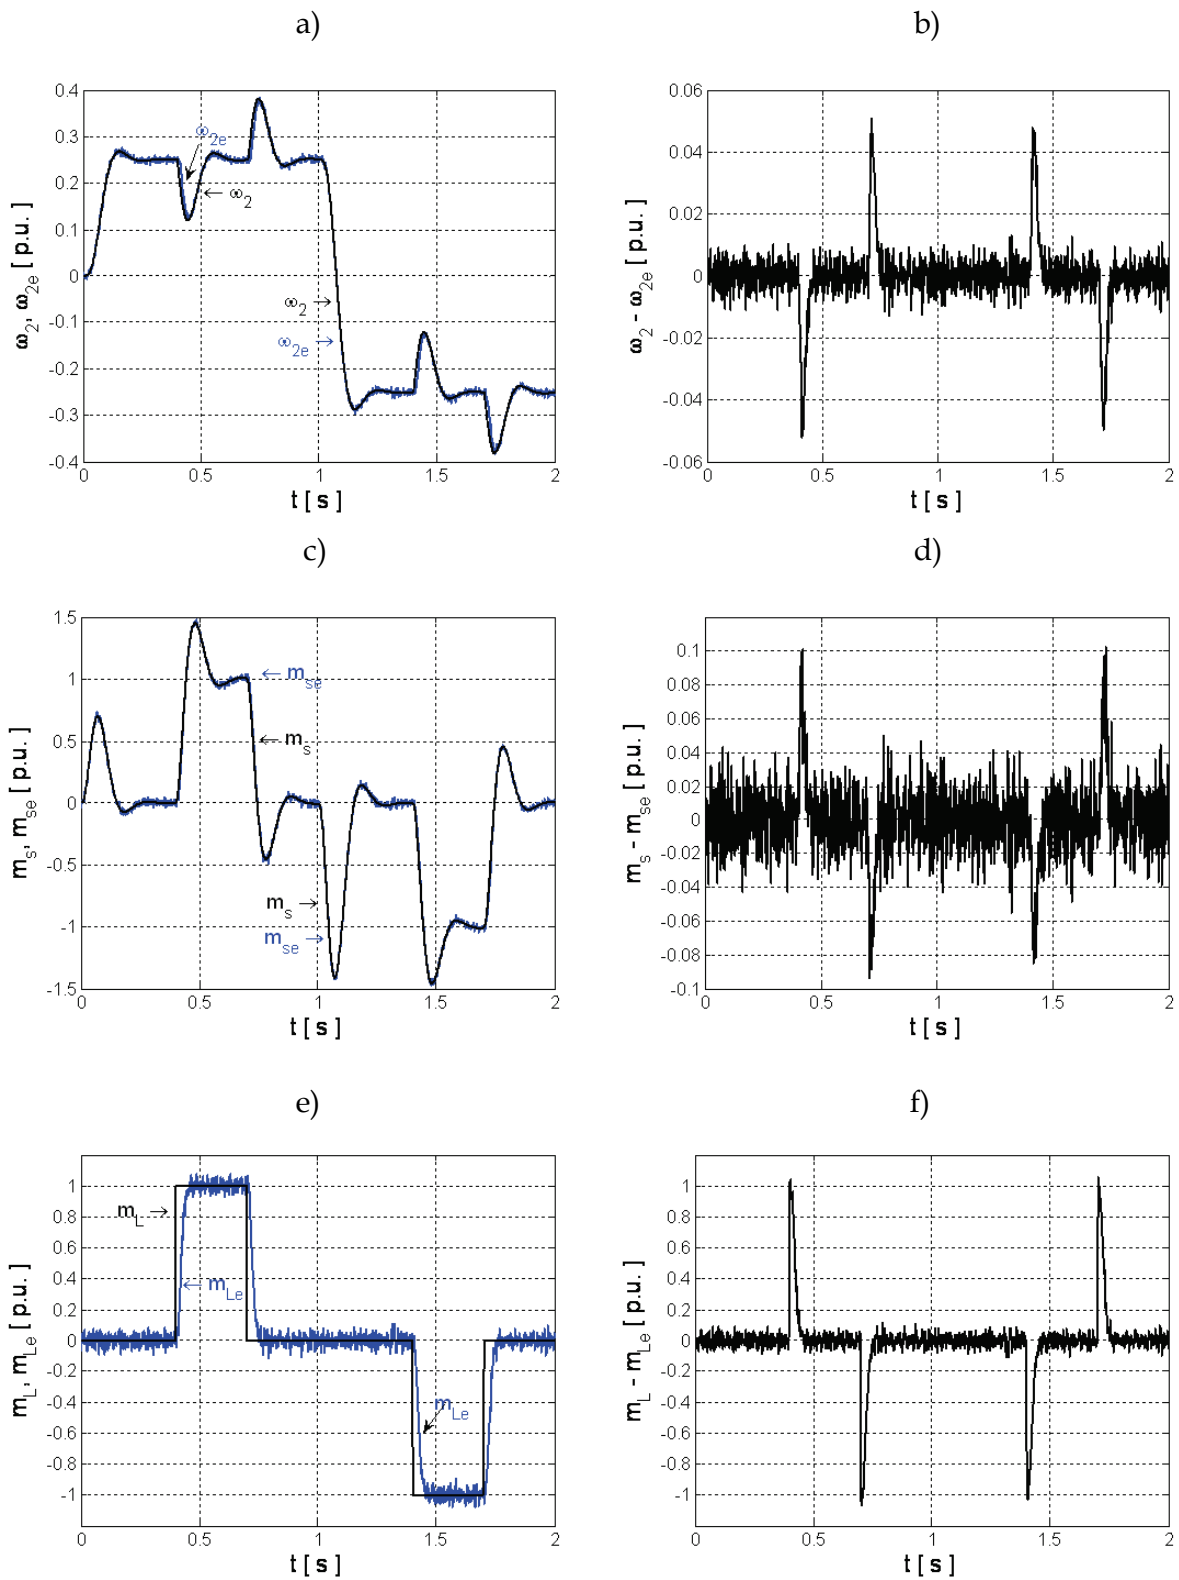 a)
b)
0.4
0.3
0.2
0.1
0
-0.1
-0.2
-0.3
-0.4
0
0.5
1
1.5
2
ω2, ω2e [ p.u. ]
t [ s ]
ω2e
← ω2
ω2 →
ω2e →
0.06
0.04
0.02
0
-0.02
-0.04
-0.06
0
0.5
1
1.5
2
ω2 - ω2e [ p.u. ]
t [ s ]
c)
d)
1.5
1
0.5
0
-0.5
-1
-1.5
0
0.5
1
1.5
2
ms, mse [ p.u. ]
t [ s ]
← mse
← ms
ms →
mse →
0.1
0.08
0.06
0.04
0.02
0
-0.02
-0.04
-0.06
-0.08
-0.1
0
0.5
1
1.5
2
ms - mse [ p.u. ]
t [ s ]
e)
f)
1
0.8
0.6
0.4
0.2
0
-0.2
-0.4
-0.6
-0.8
-1
0
0.5
1
1.5
2
mL, mLe [ p.u. ]
t [ s ]
mL →
← mLe
mLe
1
0.8
0.6
0.4
0.2
0
-0.2
-0.4
-0.6
-0.8
-1
0
0.5
1
1.5
2
mL - mLe [ p.u. ]
t [ s ]